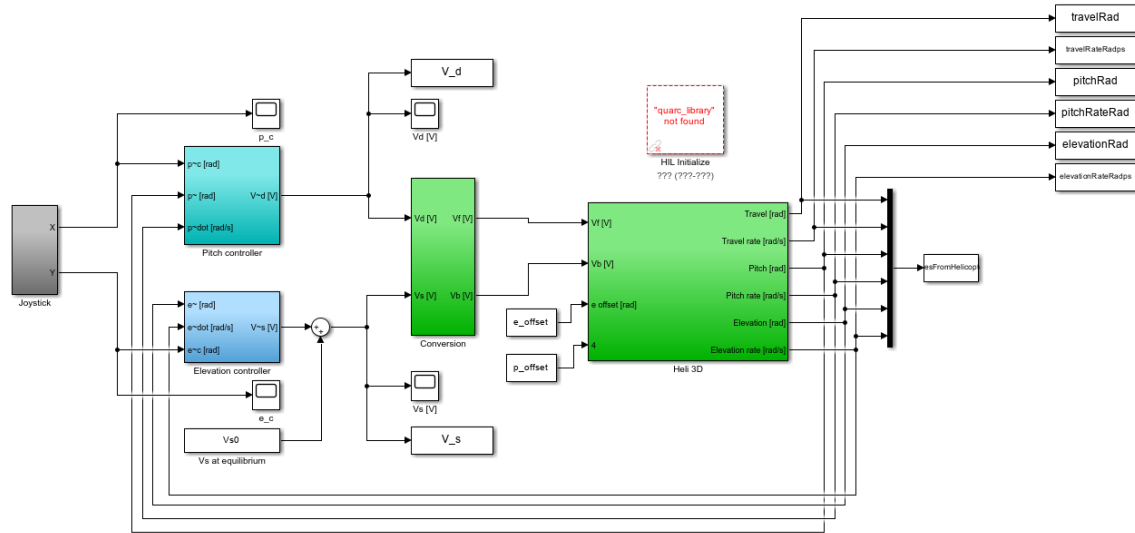 travelRad
travelRateRadps
pitchRad
pitchRateRad
elevationRad
elevationRateRadps
V_d
Vd [V]
"quarc_library"
not found
HIL Initialize
??? (???-???)
p_c
p~c [rad]
p~ [rad]
p~dot [rad/s]
V~d [V]
Pitch controller
X
Y
Joystick
e~ [rad]
e~dot [rad/s]
e~c [rad]
V~s [V]
Elevation controller
e_c
Vs0
Vs at equilibrium
Vd [V]
Vf [V]
Vs [V]
Vb [V]
Conversion
Vs [V]
V_s
e_offset
p_offset
Vf [V]
Vb [V]
e offset [rad]
4
Travel [rad]
Travel rate [rad/s]
Pitch [rad]
Pitch rate [rad/s]
Elevation [rad]
Elevation rate [rad/s]
Heli 3D
esFromHelicopt